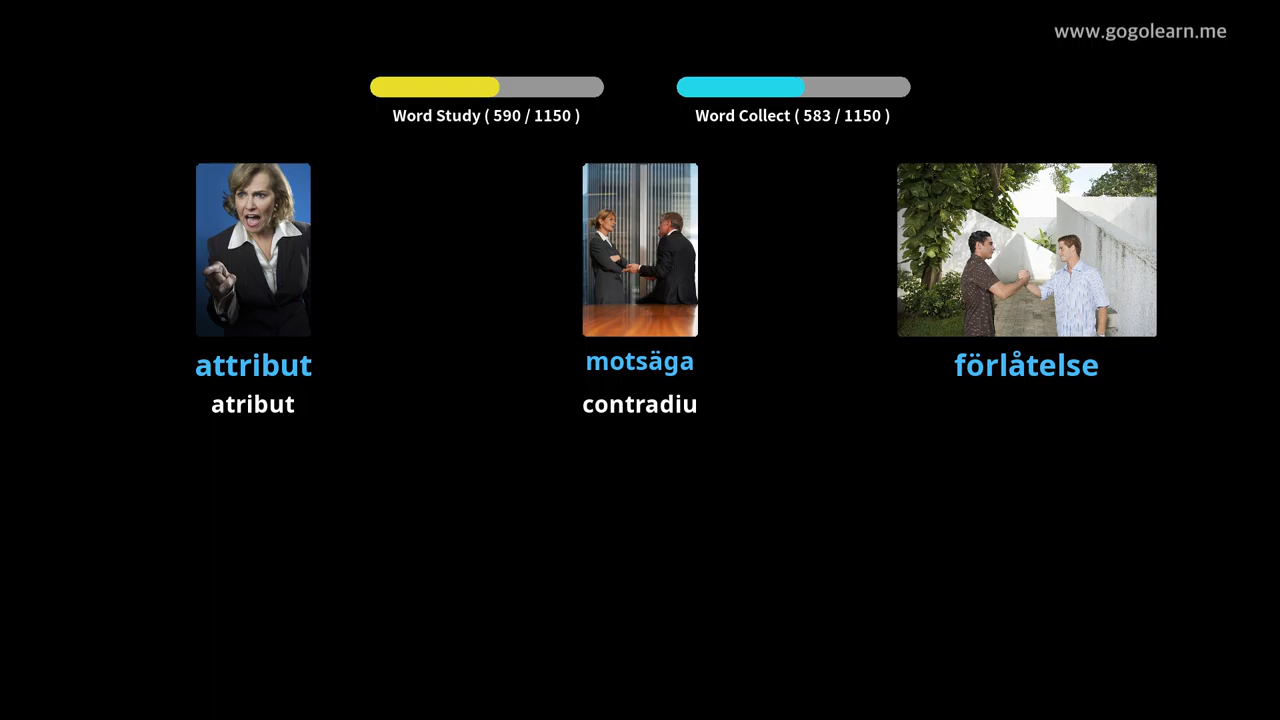 www.gogolearn.me
Word Study ( 590 / 1150 )
Word Collect ( 583 / 1150 )
attribut
motsäga
förlåtelse
atribut
contradiu